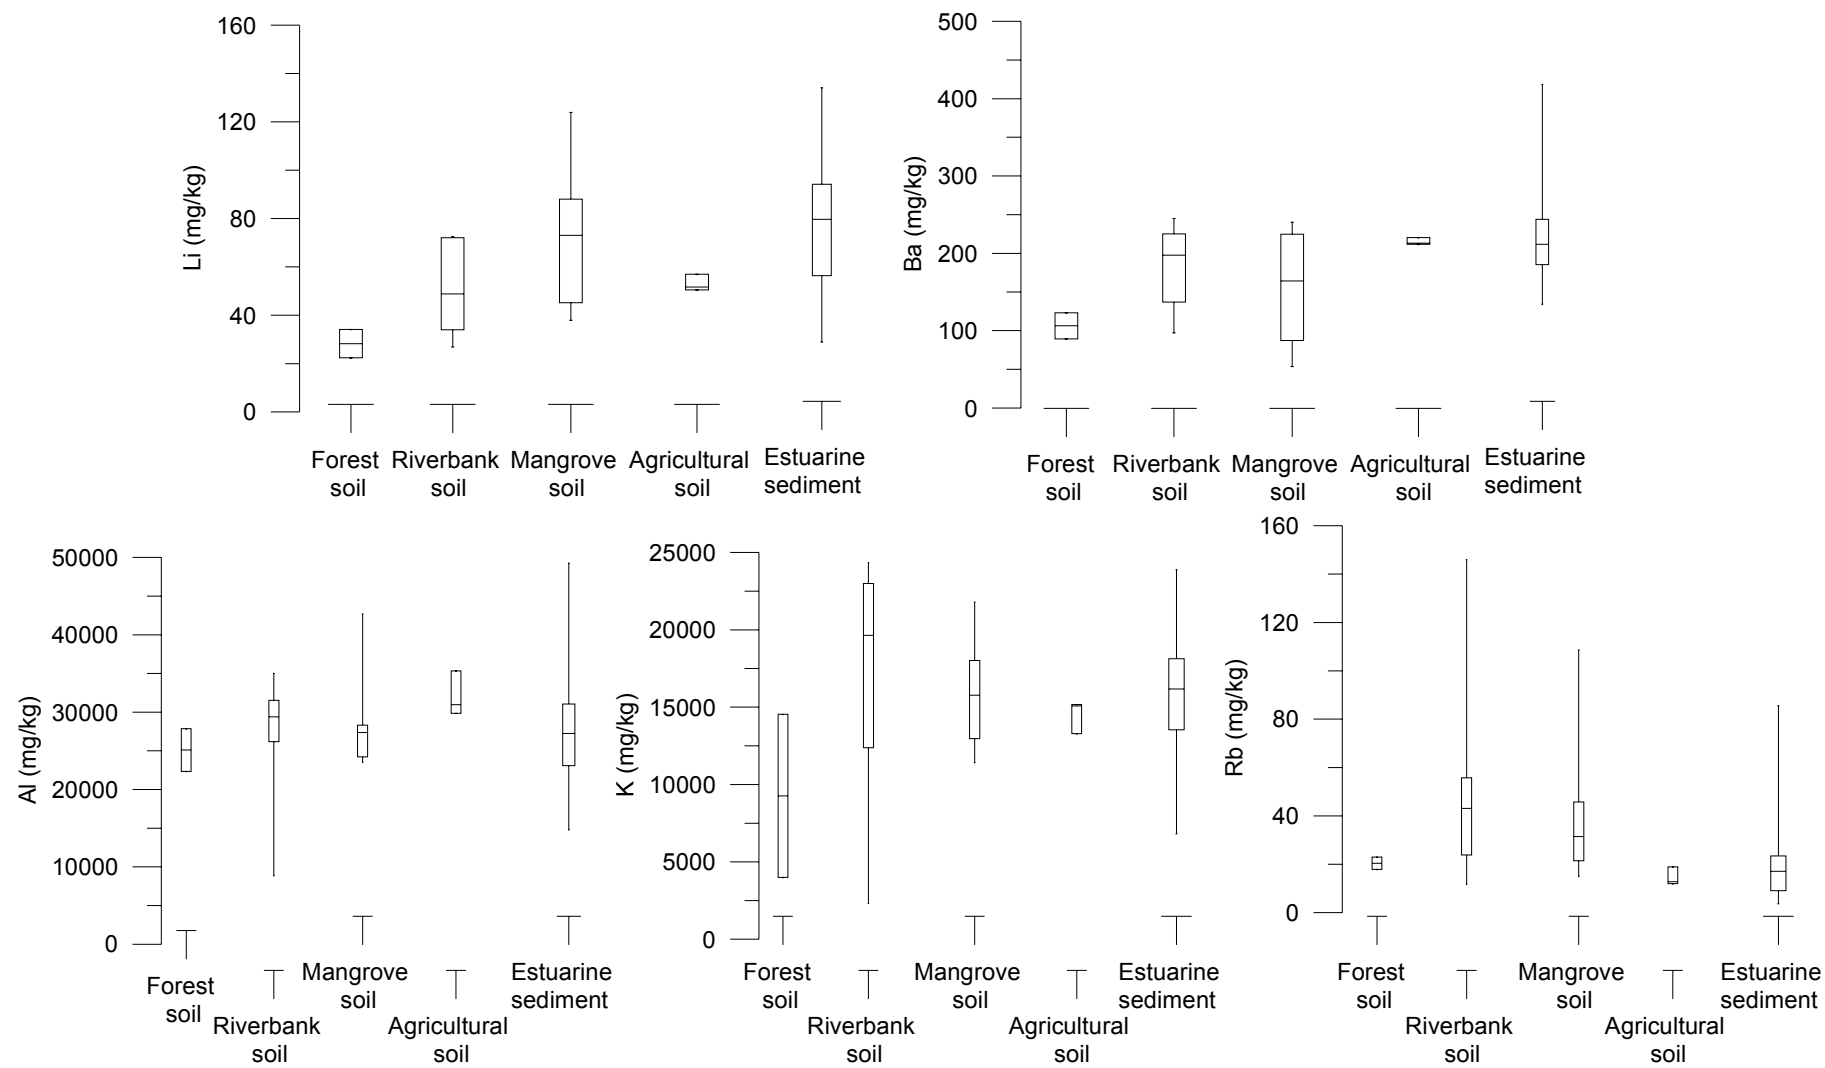 160
120
80
40
0
Li (mg/kg)
Forest
soil
Riverbank
soil
Mangrove
soil
Agricultural
soil
Estuarine
sediment
500
400
300
200
100
0
Ba (mg/kg)
Forest
soil
Riverbank
soil
Mangrove
soil
Agricultural
soil
Estuarine
sediment
50000
40000
30000
20000
10000
0
Al (mg/kg)
Forest
soil
Riverbank
soil
Mangrove
soil
Agricultural
soil
Estuarine
sediment
25000
20000
15000
10000
5000
0
K (mg/kg)
Forest
soil
Riverbank
soil
Mangrove
soil
Agricultural
soil
Estuarine
sediment
160
120
80
40
0
Rb (mg/kg)
Forest
soil
Riverbank
soil
Mangrove
soil
Agricultural
soil
Estuarine
sediment